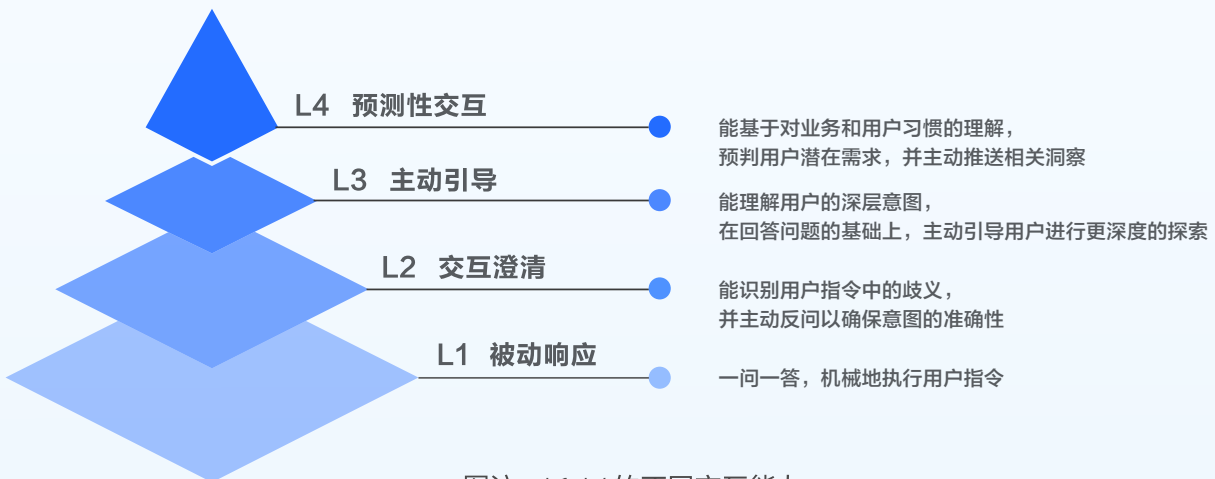 L4 预测性交互
能基于对业务和用户习惯的理解，
预判用户潜在需求，并主动推送相关洞察
L3 主动引导
能理解用户的深层意图，
在回答问题的基础上，主动引导用户进行更深度的探索
L2 交互澄清
能识别用户指令中的歧义，
并主动反问以确保意图的准确性
L1 被动响应
一问一答，机械地执行用户指令